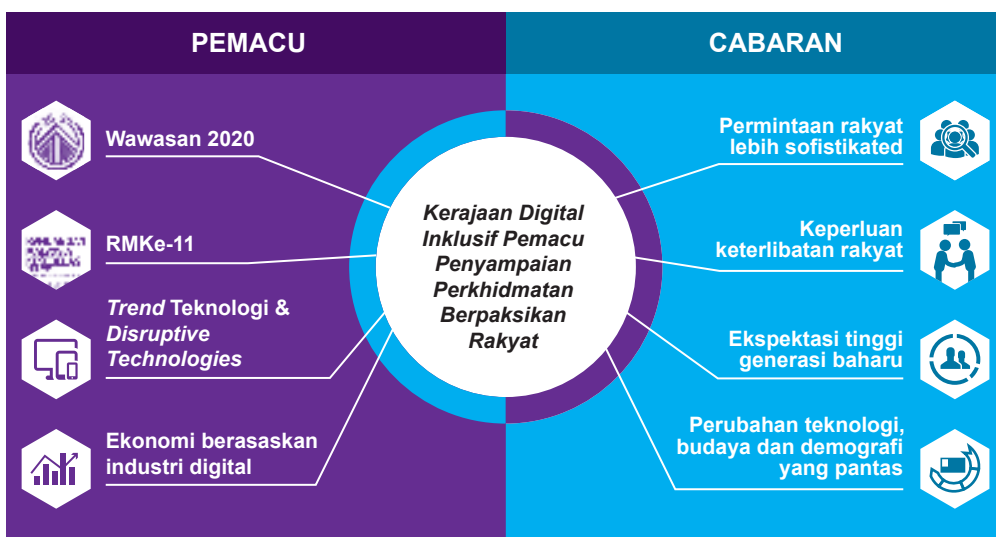 PEMACU
Wawasan 2020
RMKe-11
Trend Teknologi &
Disruptive
Technologies
Ekonomi berasaskan
industri digital
Kerajaan Digital
Inklusif Pemacu
Penyampaian
Perkhidmatan
Berpaksikan
Rakyat
CABARAN
Permintaan rakyat
lebih sofistikated
Keperluan
keterlibatan rakyat
Ekspektasi tinggi
generasi baharu
Perubahan teknologi,
budaya dan demografi
yang pantas